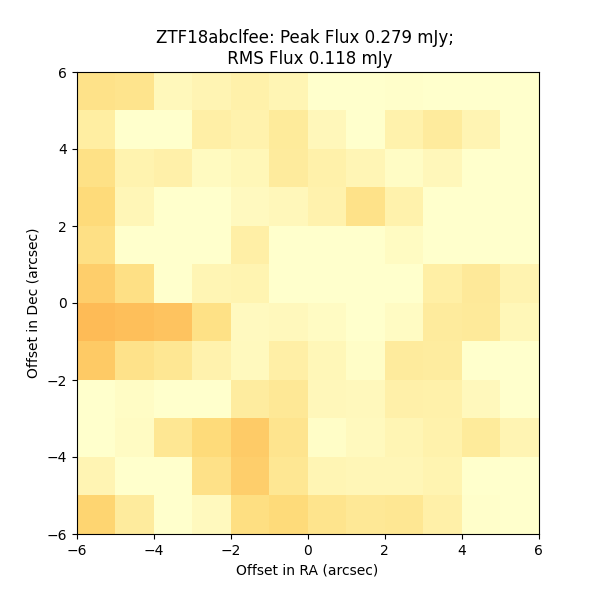 ZTF18abclfee: Peak Flux 0.279 mJy;
RMS Flux 0.118 mJy
6
4
2
0
−2
−4
−6
Offset in Dec (arcsec)
−6 −4 −2 0 2 4 6
Offset in RA (arcsec)